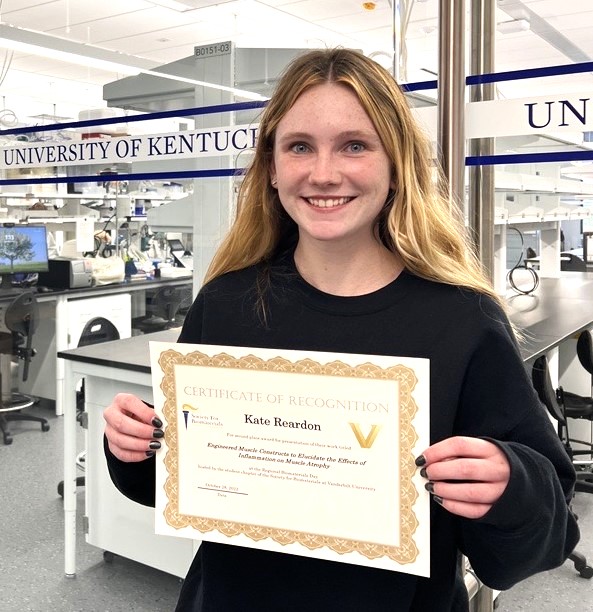 B0151-03
UNIVERSITY OF KENTUC
UN
CERTIFICATE OF RECOGNITION
Society For
Biomaterials
Kate Reardon
V
For second place award for presentation of their work titled
Engineered Muscle Constructs to Elucidate the Effects of
Inflammation on Muscle Atrophy
at the Regional Biomaterials Day
hosted by the student chapter of the Society for Biomaterials at Vanderbilt University
October 28, 2023
Date